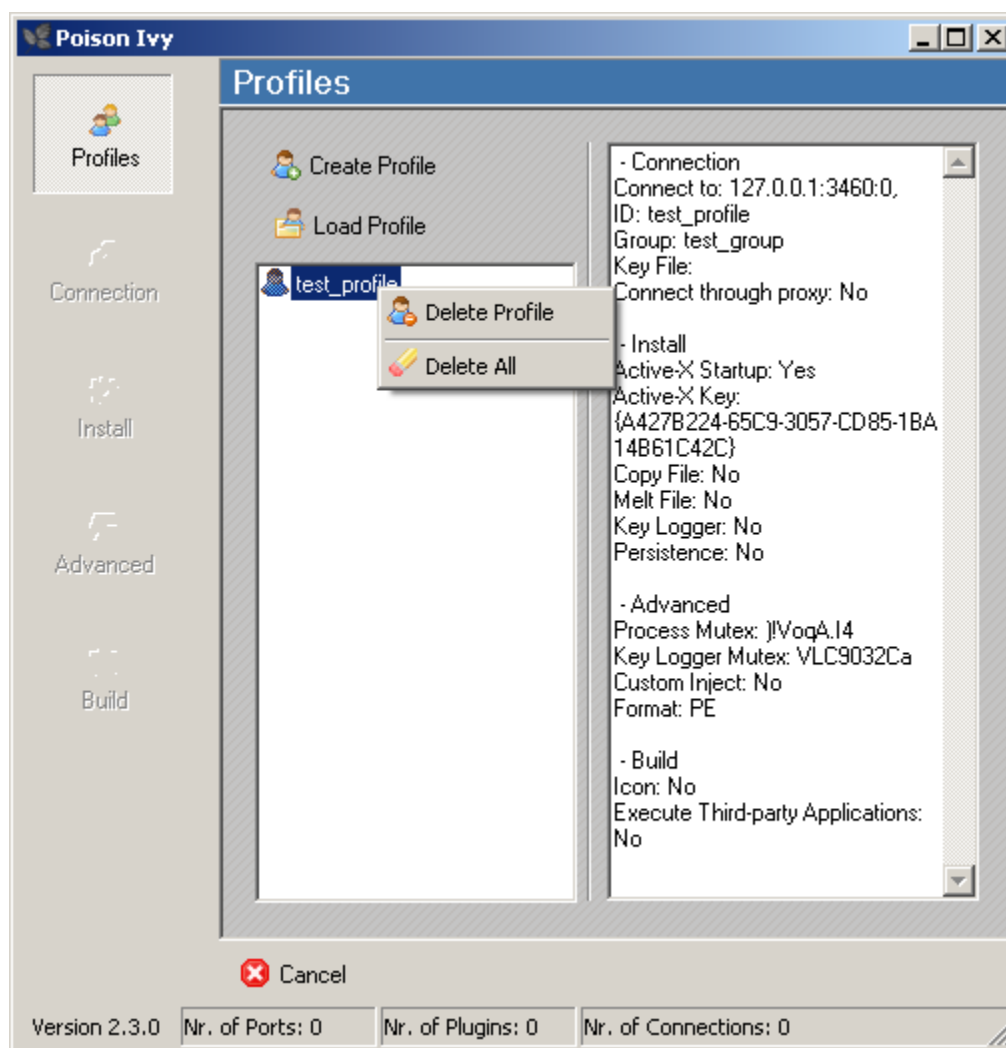 Poison Ivy
Profiles
Profiles
Connection
Install
Advanced
Build
Create Profile
Load Profile
test_profile
Delete Profile
Delete All
- Connection
Connect to: 127.0.0.1:3460:0,
ID: test_profile
Group: test_group
Key File:
Connect through proxy: No
- Install
Active-X Startup: Yes
Active-X Key:
{A427B224-65C9-3057-CD85-1BA
14B61C42C}
Copy File: No
Melt File: No
Key Logger: No
Persistence: No
- Advanced
Process Mutex: )!VoqA.I4
Key Logger Mutex: VLC9032Ca
Custom Inject: No
Format: PE
- Build
Icon: No
Execute Third-party Applications:
No
Cancel
Version 2.3.0
Nr. of Ports: 0
Nr. of Plugins: 0
Nr. of Connections: 0